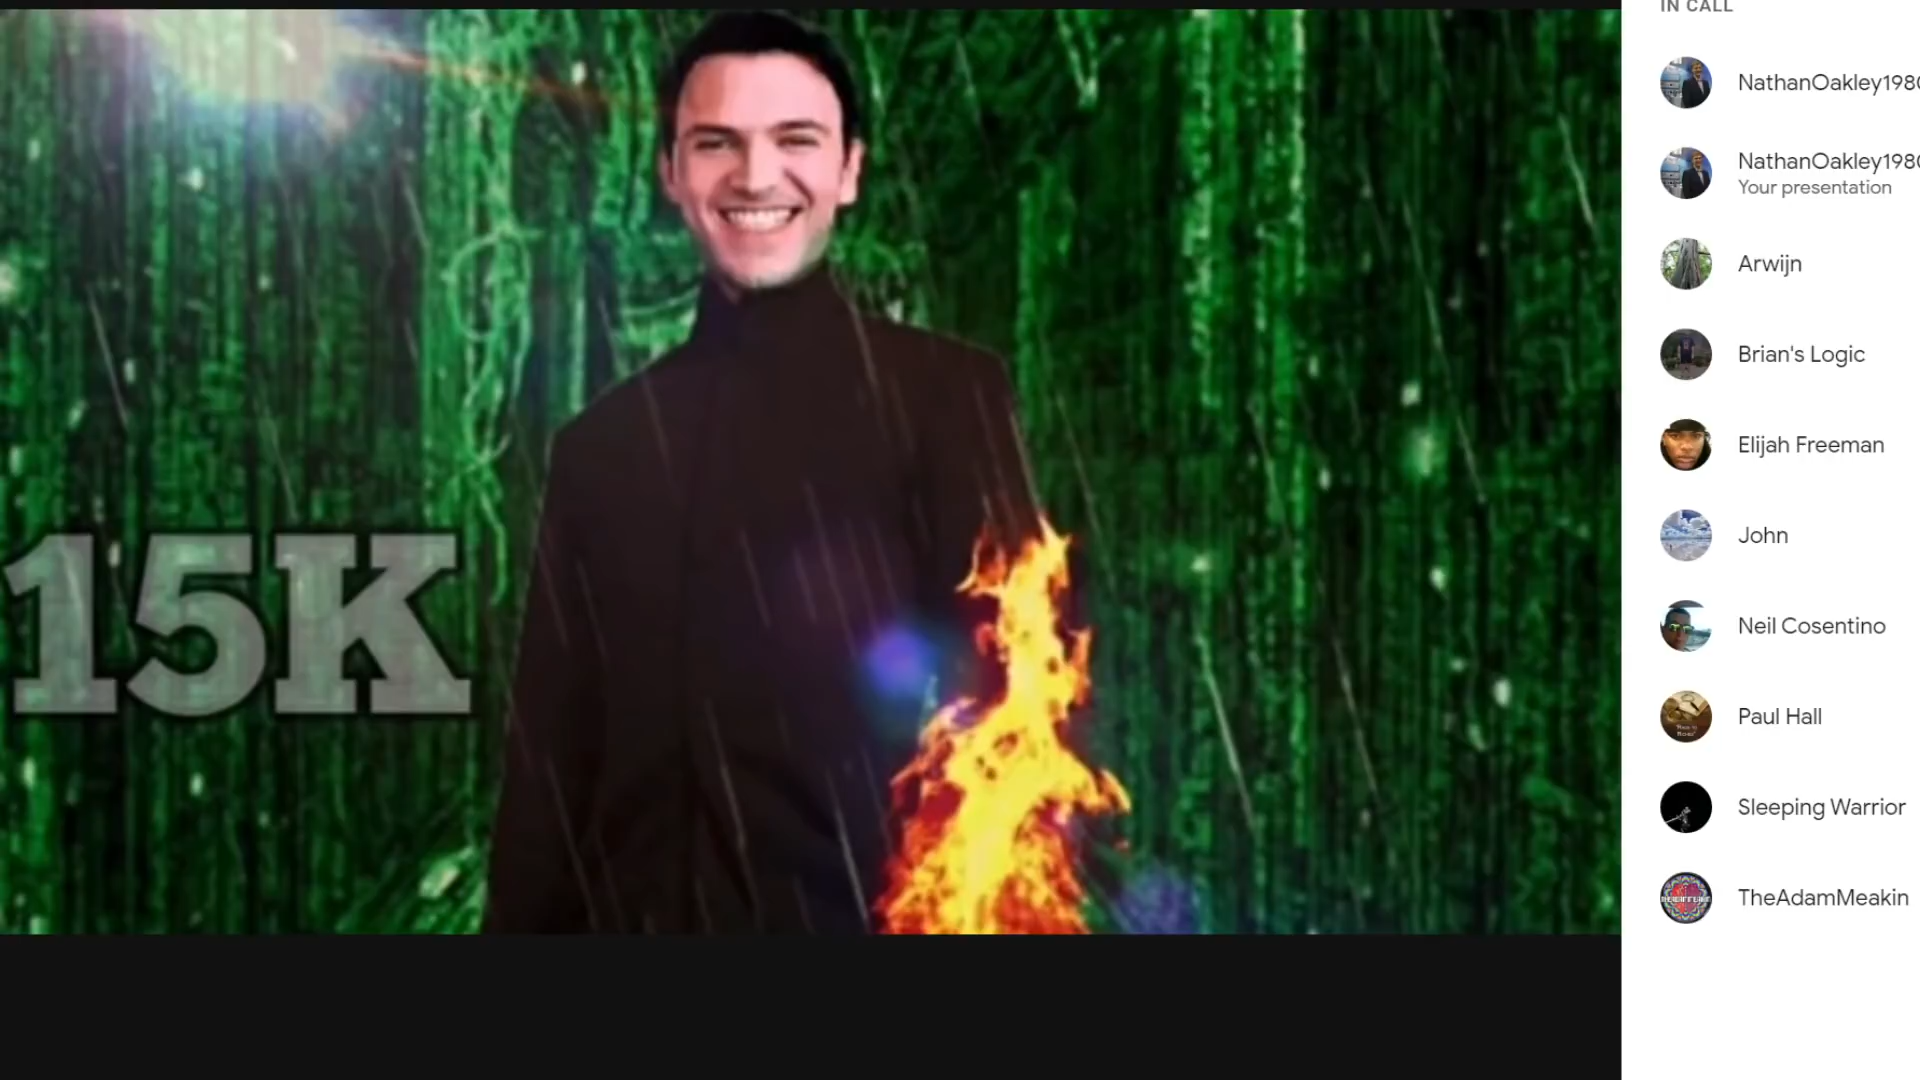 IN CALL
NathanOakley198
NathanOakley198
Your presentation
Arwijn
Brian's Logic
Elijah Freeman
John
Neil Cosentino
Paul Hall
Sleeping Warrior
TheAdamMeakin
15K